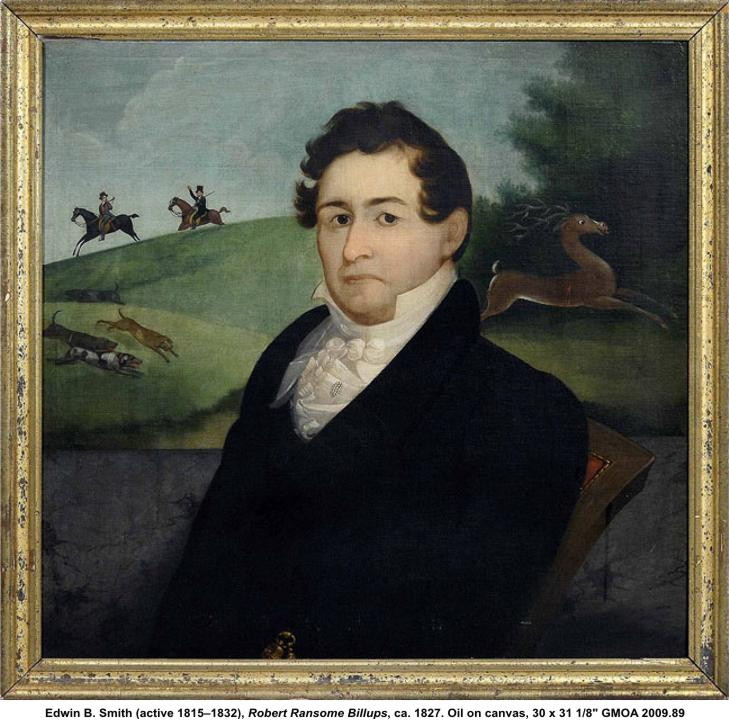 Edwin B. Smith (active 1815–1832), Robert Ransome Billups, ca. 1827. Oil on canvas, 30 x 31 1/8" GMOA 2009.89